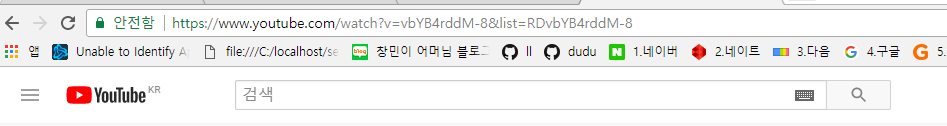 안전함 https://www.youtube.com/watch?v=vbYB4rddM-8&list=RDvbYB4rddM-8
앱 Unable to Identify A file:///C:/localhost/se 창민이 어머님 블로그 ll dudu 1.네이버 2.네이트 3.다음 4.구글 5.
YouTube KR 검색